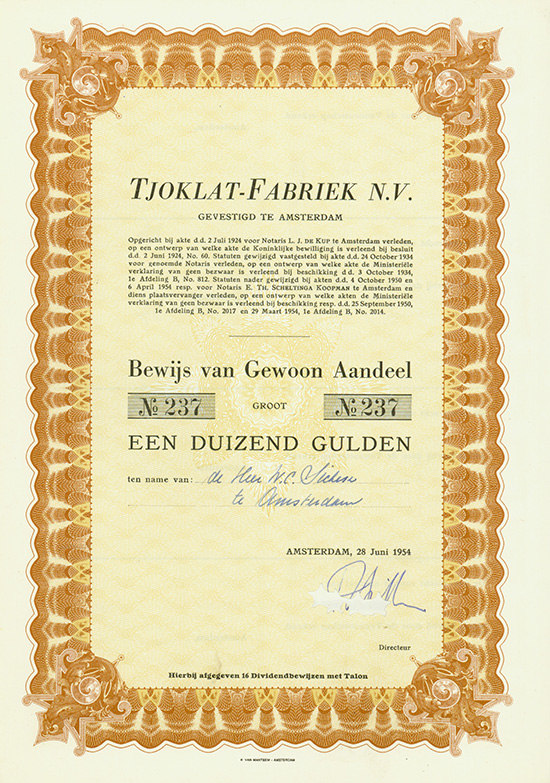 TJOKLAT-FABRIEK N.V.
GEVESTIGD TE AMSTERDAM
Opgericht bij akte d.d. 2 Juli 1924 voor Notaris L. J. DE KUP te Amsterdam verleden,
op een ontwerp van welke akte de Koninklijke bewilliging is verleend bij besluit
d.d. 2 Juni 1924, No. 60. Statuten gewijzigd vastgesteld bij akte d.d. 24 October 1934
voor genoemde Notaris verleden, op een ontwerp van welke akte de Ministeriële
verklaring van geen bezwaar is verleend bij beschikking d.d. 3 October 1934,
1e Afdeling B, No. 812. Statuten nader gewijzigd bij akten d.d. 4 October 1950 en
6 April 1954 resp. voor Notaris E. TH. SCHELTINGA KOOPMAN te Amsterdam en
diens plaatsvervanger verleden, op een ontwerp van welke akten de Ministeriële
verklaring van geen bezwaar is verleend bij beschikking resp. d.d. 25 September 1950,
1e Afdeling B, No. 2017 en 29 Maart 1954, 1e Afdeling B, No. 2014.
Bewijs van Gewoon Aandeel
№ 237 GROOT № 237
EEN DUIZEND GULDEN
ten name van: de Heer W.C.
te Amsterdam
AMSTERDAM, 28 Juni 1954
Directeur
Hierbij afgegeven 16 Dividendbewijzen met Talon